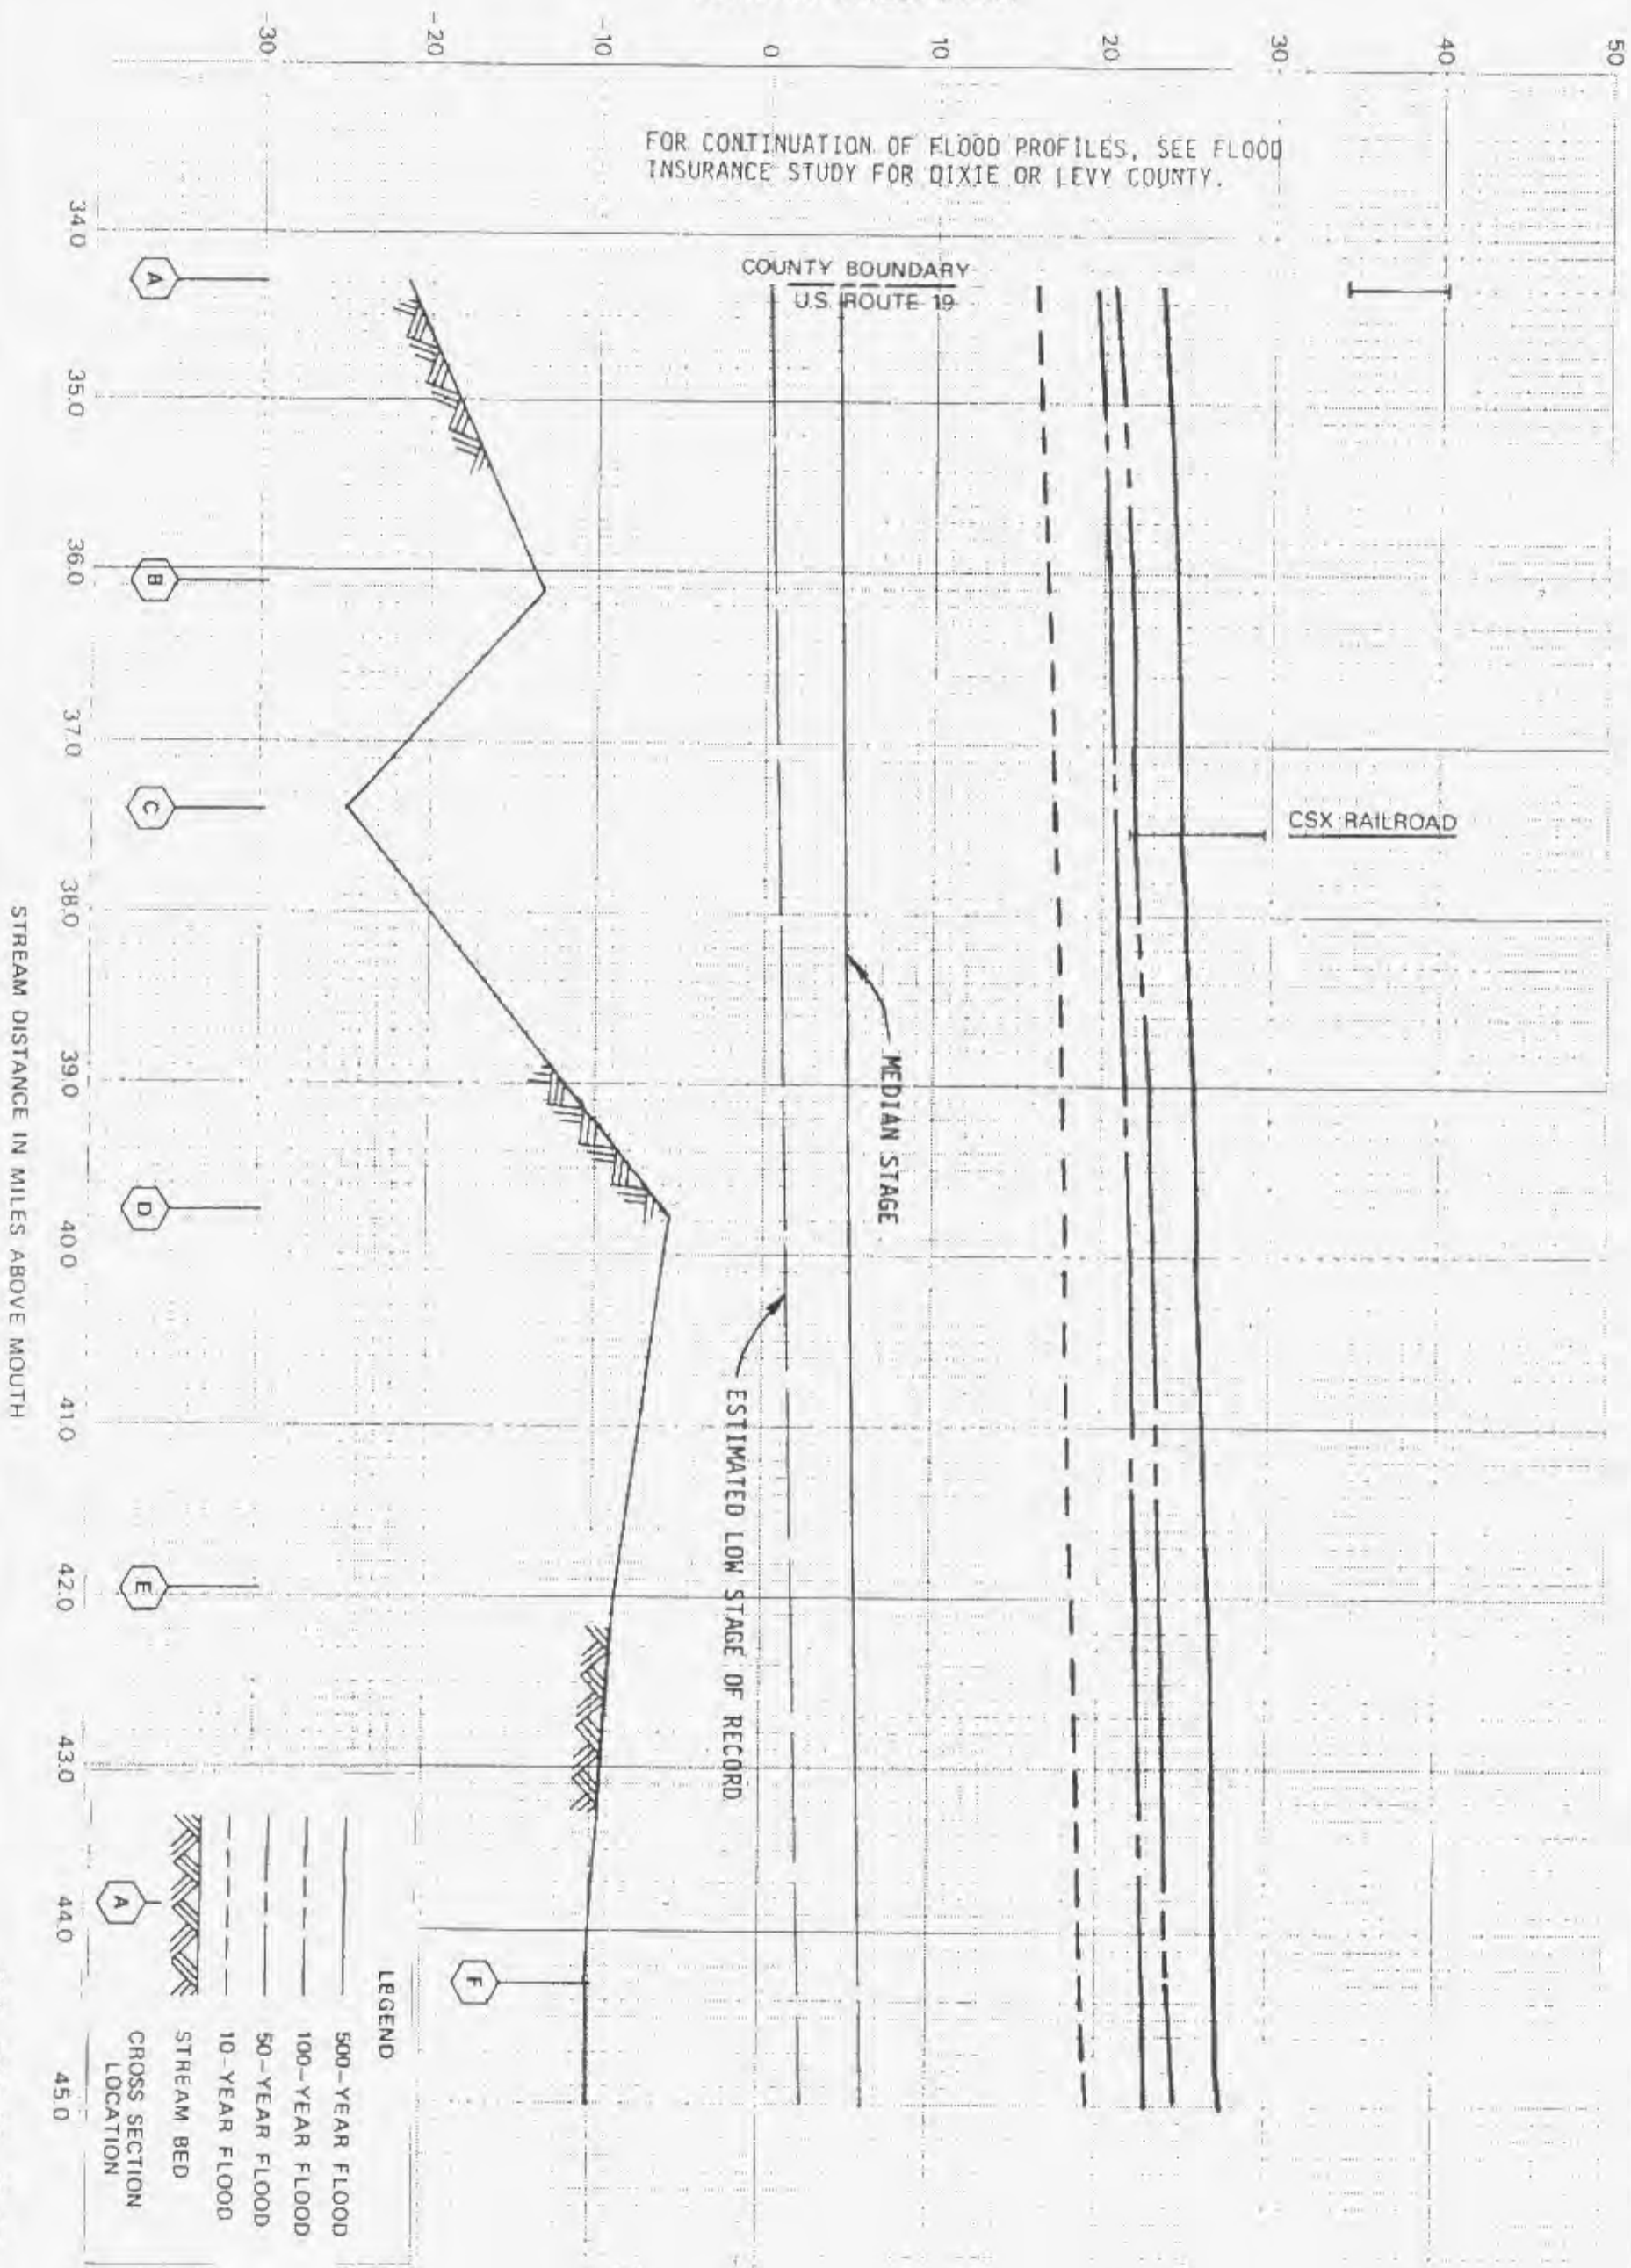 -30
-20
-10
0
10
20
30
40
50
FOR CONTINUATION OF FLOOD PROFILES, SEE FLOOD
INSURANCE STUDY FOR DIXIE OR LEVY COUNTY.
COUNTY BOUNDARY
U.S. ROUTE 19
CSX RAILROAD
MEDIAN STAGE
ESTIMATED LOW STAGE OF RECORD
34.0
35.0
36.0
37.0
38.0
39.0
40.0
41.0
42.0
43.0
44.0
45.0
A
B
C
D
E
F
STREAM DISTANCE IN MILES ABOVE MOUTH
LEGEND
500-YEAR FLOOD
100-YEAR FLOOD
50-YEAR FLOOD
10-YEAR FLOOD
STREAM BED
A
CROSS SECTION
LOCATION